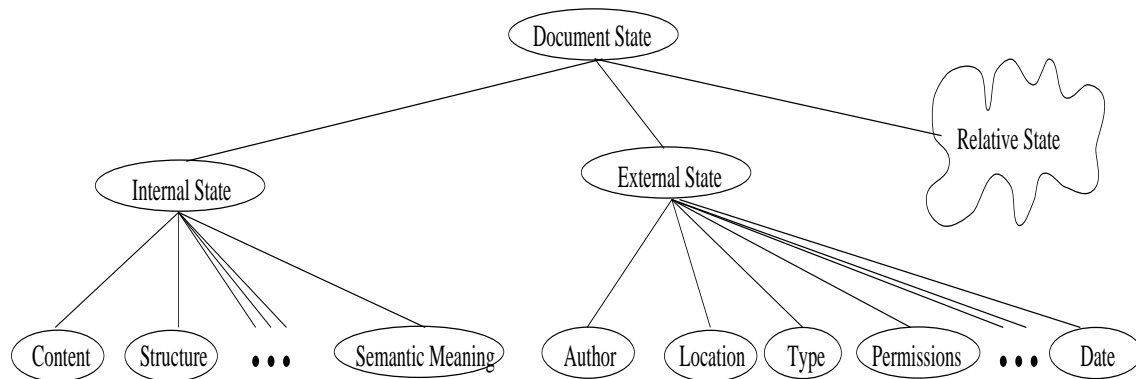 Document State
Relative State
Internal State
External State
Content
Structure
•••
Semantic Meaning
Author
Location
Type
Permissions
•••
Date